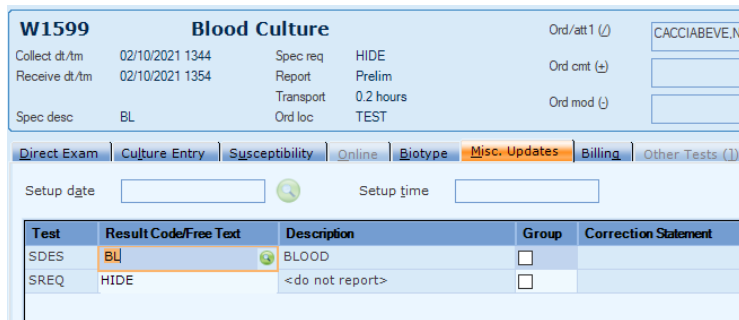 W1599 Blood Culture Ord/att1 (/) CACCIABEVE,N
Collect dt/tm 02/10/2021 1344 Spec req HIDE
Receive dt/tm 02/10/2021 1354 Report Prelim Ord cmt (+)
Transport 0.2 hours
Ord mod (-)
Spec desc BL Ord loc TEST
Direct Exam Culture Entry Susceptibility Online Biotype Misc. Updates Billing Other Tests (1)
Setup date Setup time
Test Result Code/Free Text Description Group Correction Statement
SDES BL BLOOD
SREQ HIDE <do not report>